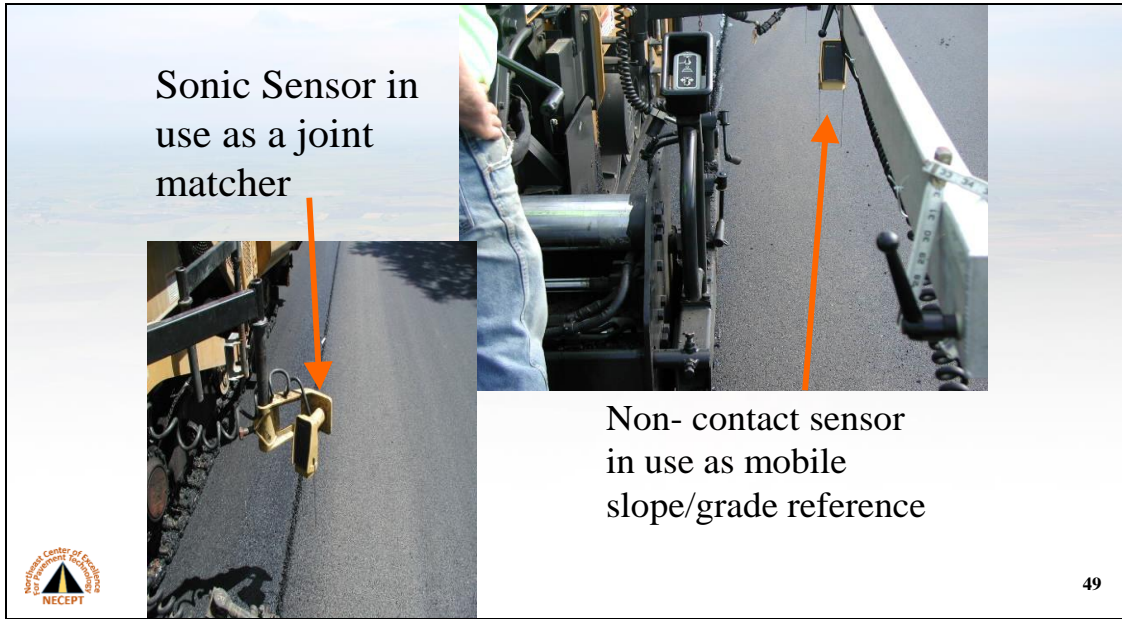 Sonic Sensor in
use as a joint
matcher
Non- contact sensor
in use as mobile
slope/grade reference
Northeast Center of Excellence
For Pavement Technology
NECEPT
49